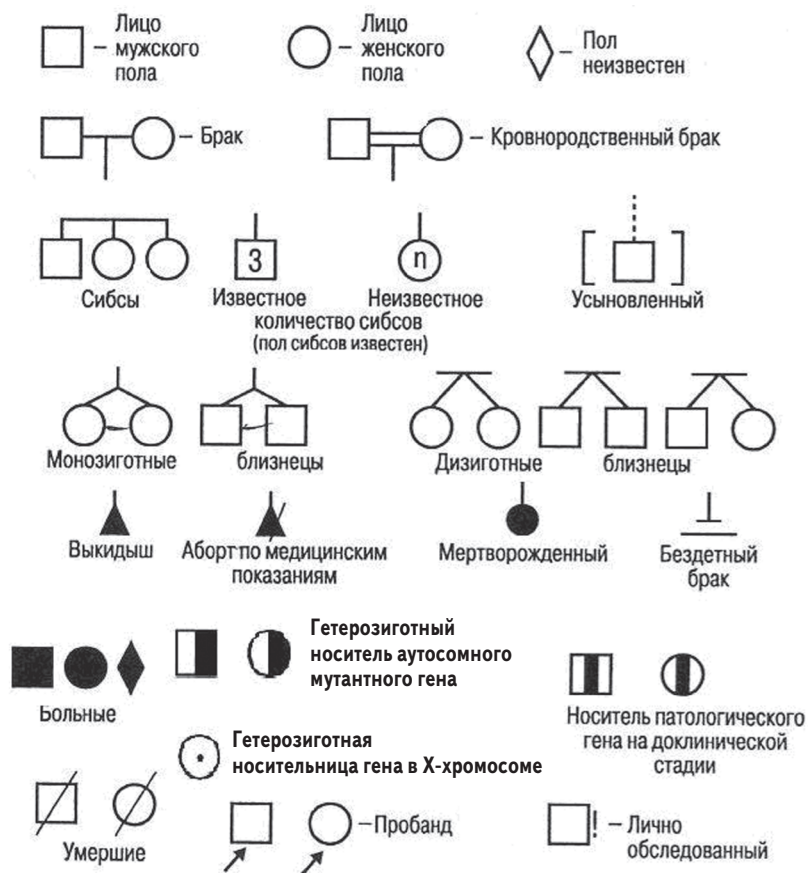 Лицо
– мужского
пола
Лицо
– женского
пола
– Пол
неизвестен
– Брак
– Кровнородственный брак
3
n
Сибсы
Известное
Неизвестное
количество сибсов
(пол сибсов известен)
Усыновленный
Монозиготные
близнецы
Дизиготные
близнецы
Выкидыш
Аборт по медицинским
показаниям
Мертворожденный
Бездетный
брак
Больные
Гетерозиготный
носитель аутосомного
мутантного гена
Носитель патологического
гена на доклинической
стадии
Гетерозиготная
носительница гена в Х-хромосоме
Умершие
– Пробанд
! – Лично
обследованный